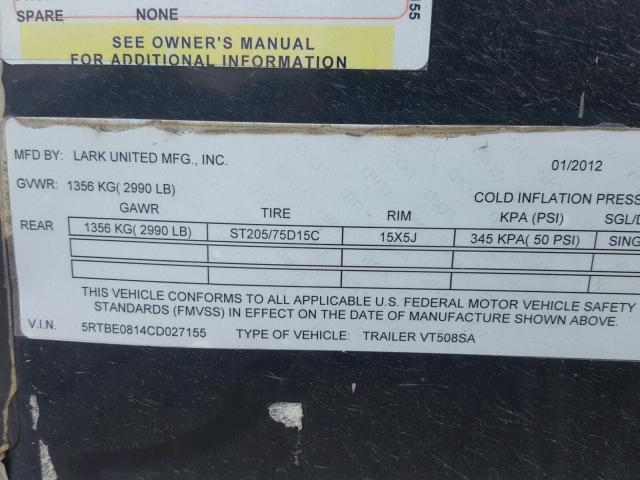 155
SPARE NONE
SEE OWNER'S MANUAL
FOR ADDITIONAL INFORMATION
MFD BY: LARK UNITED MFG., INC. 01/2012
GVWR: 1356 KG( 2990 LB) COLD INFLATION PRESS
GAWR TIRE RIM KPA (PSI) SGL/D
REAR 1356 KG( 2990 LB) ST205/75D15C 15X5J 345 KPA( 50 PSI) SING
THIS VEHICLE CONFORMS TO ALL APPLICABLE U.S. FEDERAL MOTOR VEHICLE SAFETY
STANDARDS (FMVSS) IN EFFECT ON THE DATE OF MANUFACTURE SHOWN ABOVE.
V.I.N. 5RTBE0814CD027155 TYPE OF VEHICLE: TRAILER VT508SA